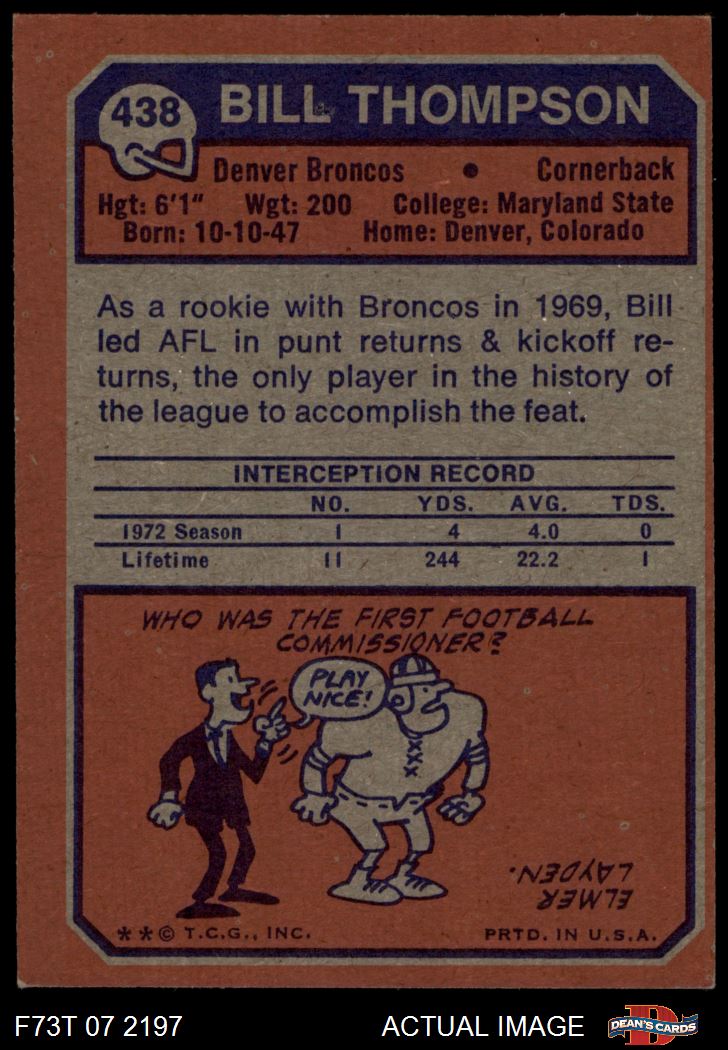 438 BILL THOMPSON
Denver Broncos • Cornerback
Hgt: 6'1" Wgt: 200 College: Maryland State
Born: 10-10-47 Home: Denver, Colorado
As a rookie with Broncos in 1969, Bill
led AFL in punt returns & kickoff re-
turns, the only player in the history of
the league to accomplish the feat.
INTERCEPTION RECORD
NO. YDS. AVG. TDS.
1972 Season 1 4 4.0 0
Lifetime 11 244 22.2 1
WHO WAS THE FIRST FOOTBALL
COMMISSIONER?
PLAY
NICE!
ELMER
LAYDEN.
**© T.C.G., INC. PRTD. IN U.S.A.
F73T 07 2197 ACTUAL IMAGE D DEAN'S CARDS